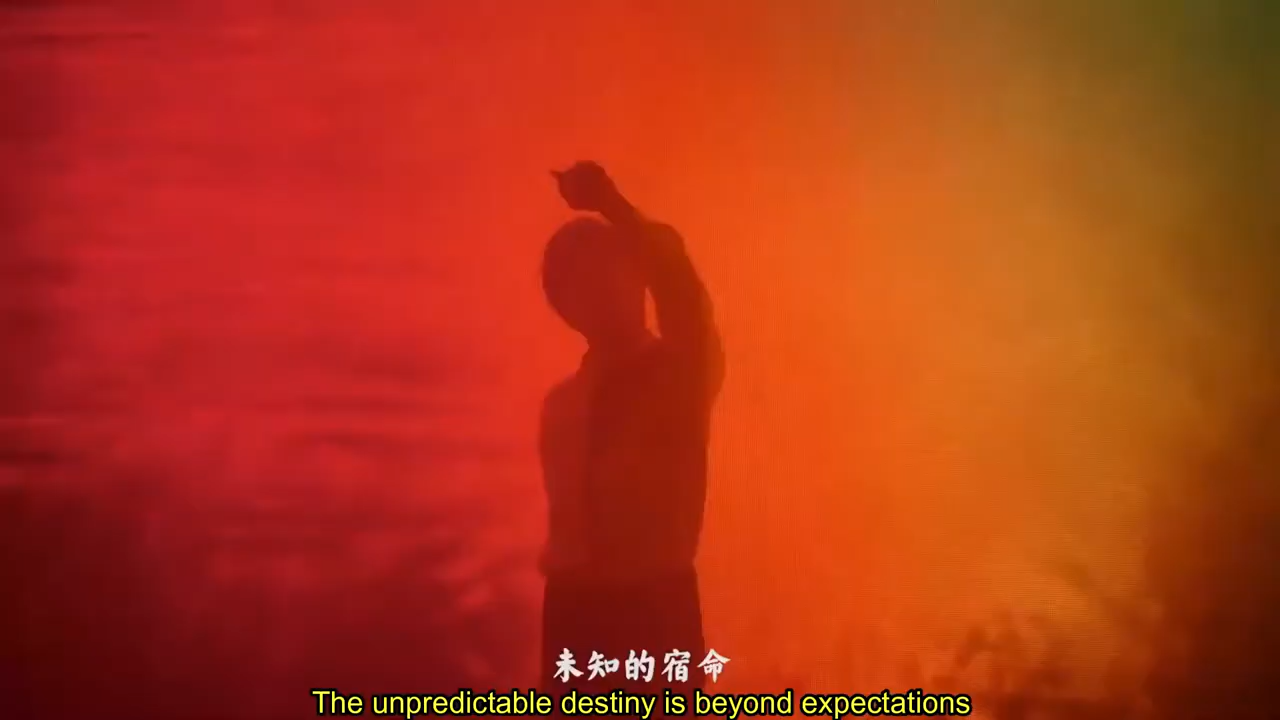 未知的宿命
The unpredictable destiny is beyond expectations